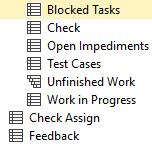 Blocked Tasks
Check
Open Impediments
Test Cases
Unfinished Work
Work in Progress
Check Assign
Feedback